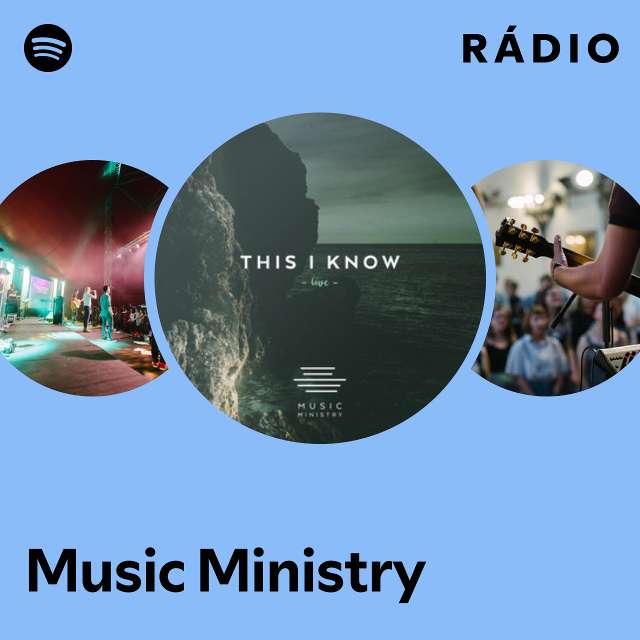 RÁDIO
THIS I KNOW
- live -
MUSIC
MINISTRY
Music Ministry